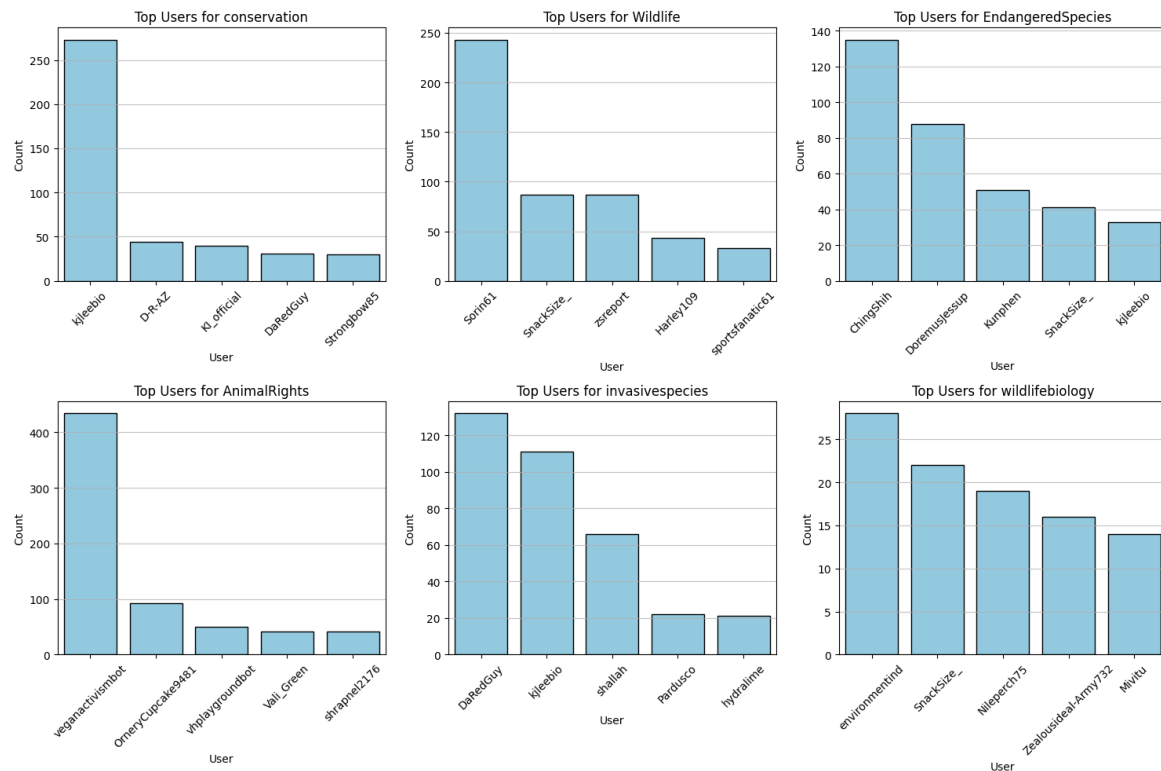 Top Users for conservation
Count
250
200
150
100
50
0
kjleebio
D-R-AZ
KI_official
DaRedGuy
Strongbow85
User
Top Users for Wildlife
Count
250
200
150
100
50
0
Sorin61
SnackSize_
zsreport
Harley109
sportsfanatic61
User
Top Users for EndangeredSpecies
Count
140
120
100
80
60
40
20
0
ChingShih
DoremusJessup
Kunphen
SnackSize_
kjleebio
User
Top Users for AnimalRights
Count
400
300
200
100
0
veganactivismbot
OrneryCupcake9481
vhplaygroundbot
Vali_Green
shrapnel2176
User
Top Users for invasivespecies
Count
120
100
80
60
40
20
0
DaRedGuy
kjleebio
shallah
Pardusco
hydralime
User
Top Users for wildlifebiology
Count
25
20
15
10
5
0
environmentind
SnackSize_
Nileperch75
Zealousideal-Army732
Mivitu
User